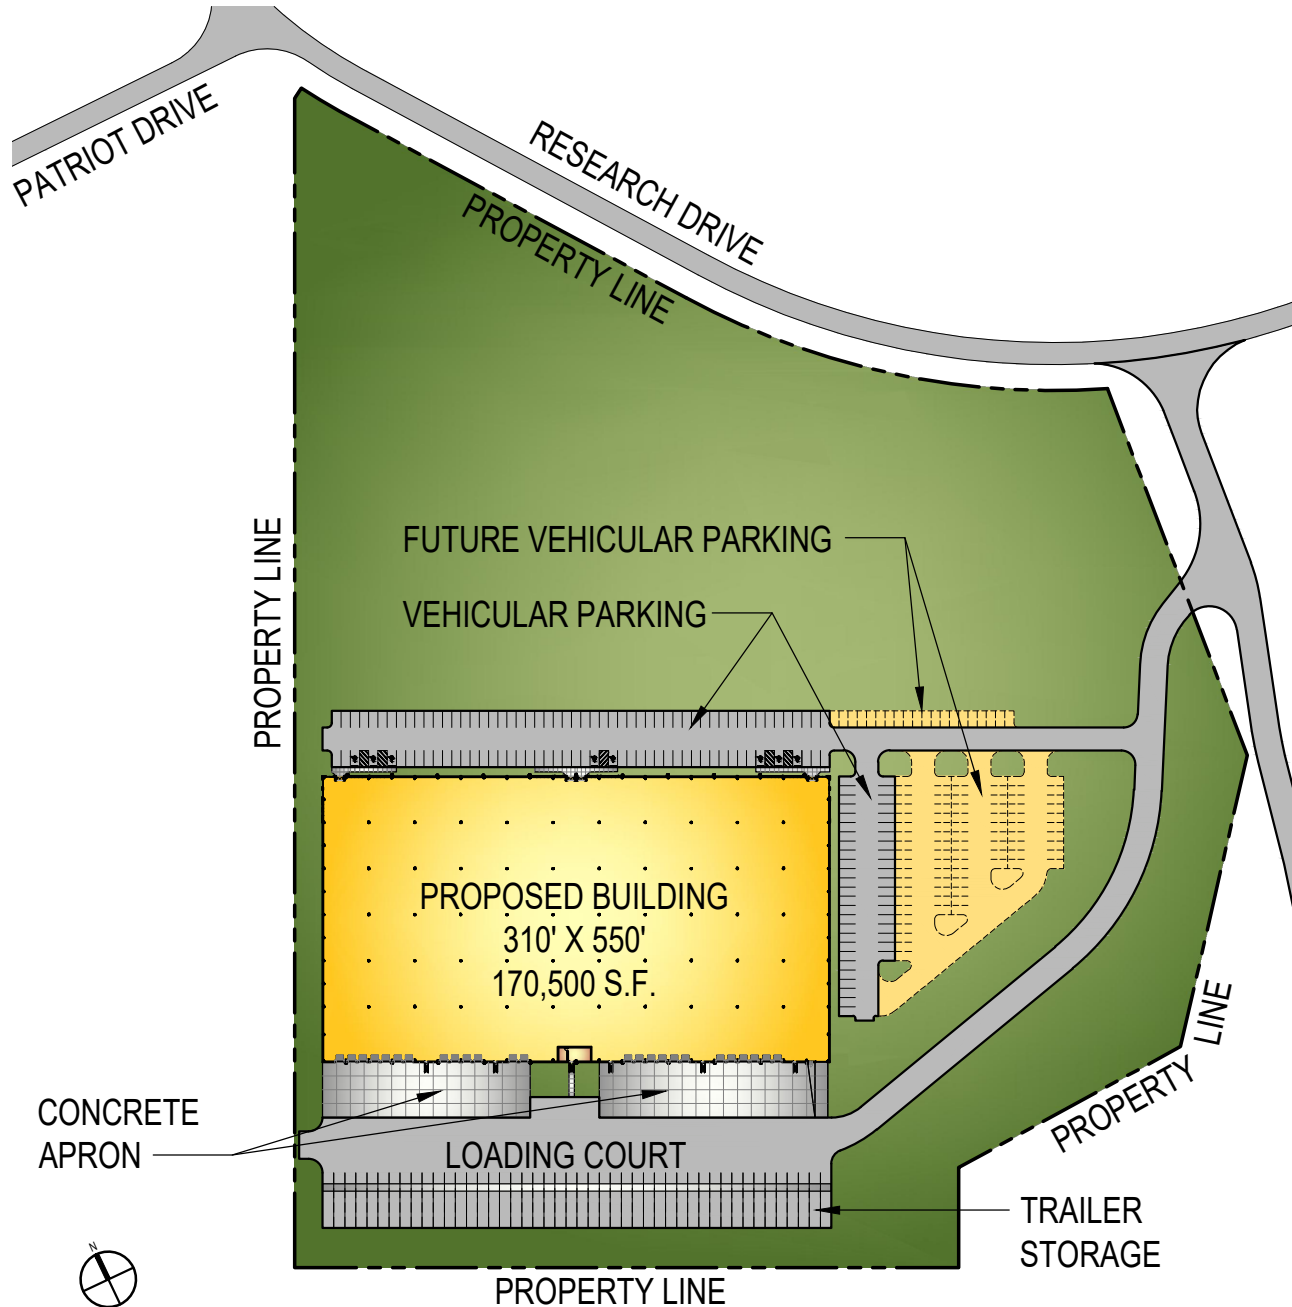 PATRIOT DRIVE
RESEARCH DRIVE
PROPERTY LINE
PROPERTY LINE
FUTURE VEHICULAR PARKING
VEHICULAR PARKING
PROPOSED BUILDING
310' X 550'
170,500 S.F.
CONCRETE
APRON
LOADING COURT
PROPERTY LINE
TRAILER
STORAGE
N
PROPERTY LINE